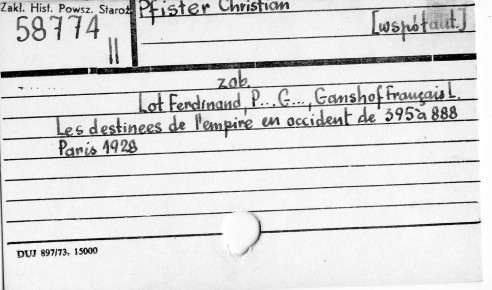 Zakł. Hist. Powsz. Staroż
58774
II
Pfister Christian
[współaut.]
zob.
Lot Ferdinand, P...G..., Ganshof Français L.
Les destinees de l'empire en occident de 395 à 888
Paris 1928
DUJ 897/73. 15000